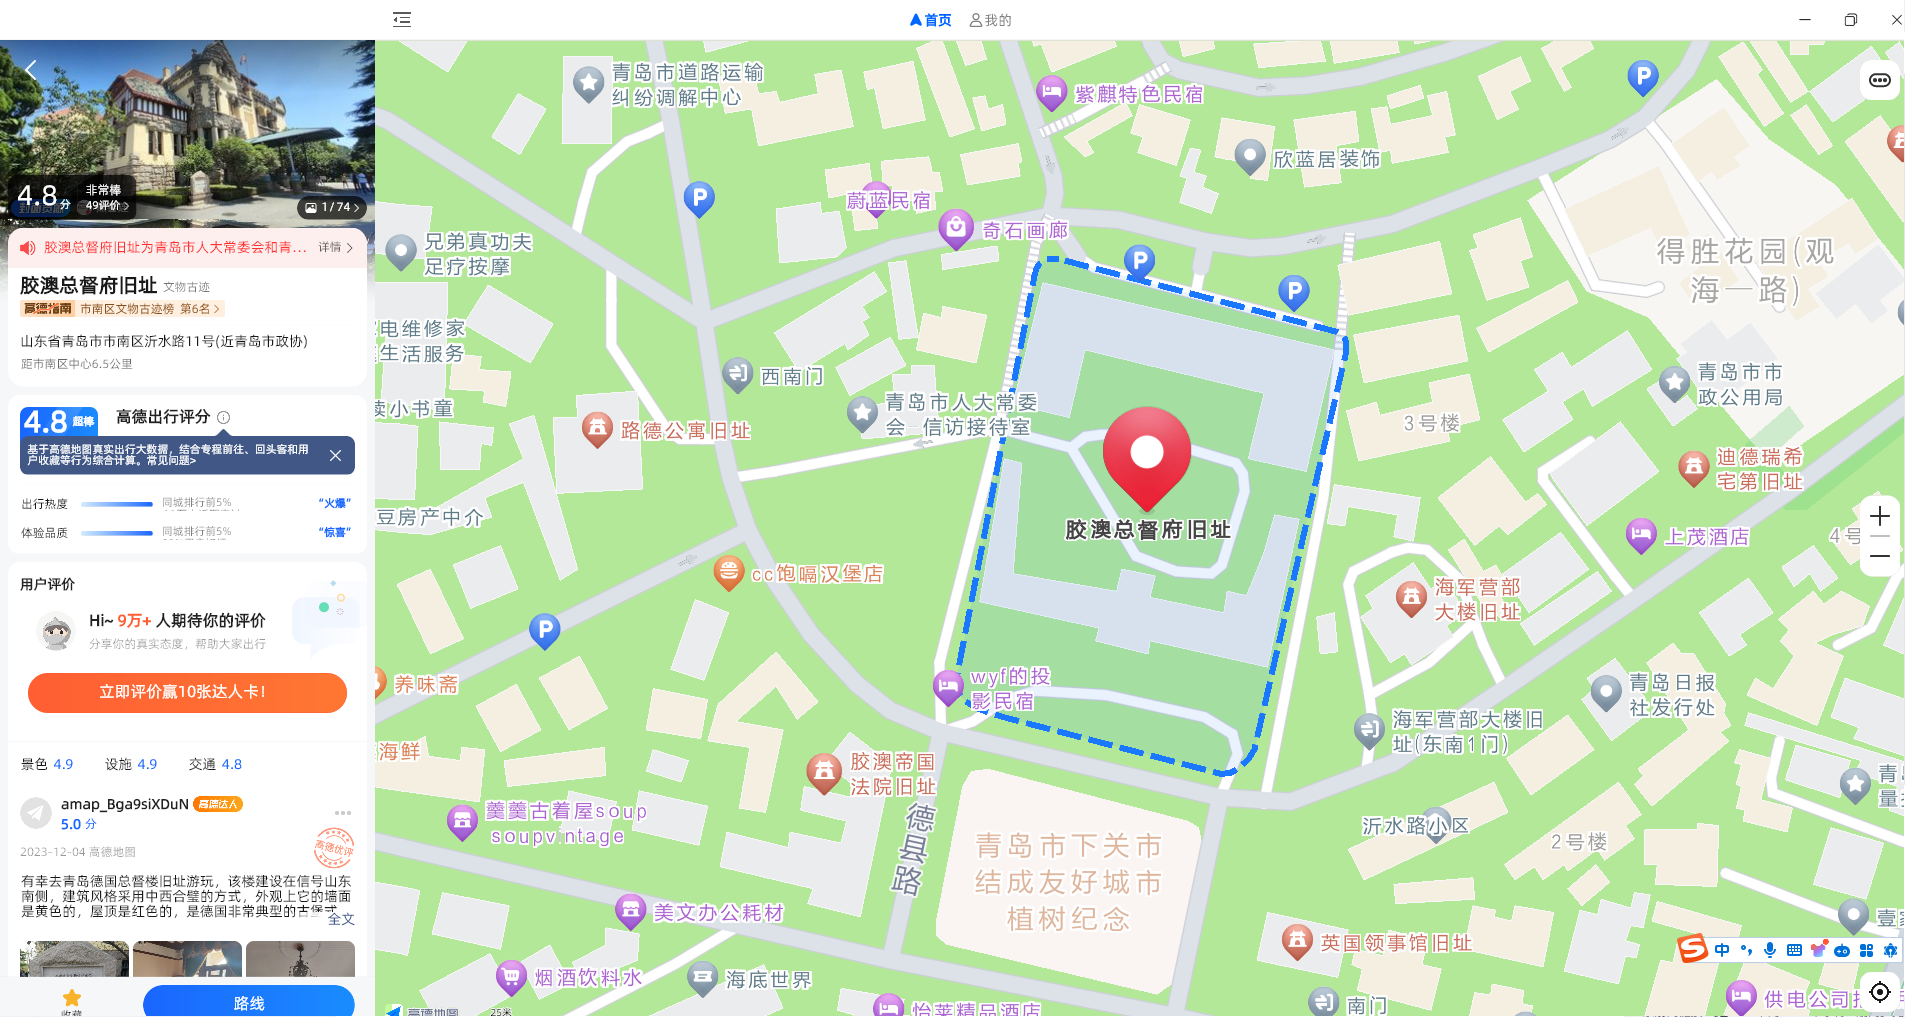 首页
我的
4.8分
非常棒
49评价
1/74
胶澳总督府旧址为青岛市人大常委会和青...
详情
胶澳总督府旧址
文物古迹
高德指南
市南区文物古迹榜 第6名
山东省青岛市市南区沂水路11号(近青岛市政协)
距市南区中心6.5公里
4.8 超棒
高德出行评分
基于高德地图真实出行大数据，结合专程前往、回头客和用
户收藏等行为综合计算。常见问题>
出行热度
同城排行前5%
“火爆”
体验品质
同城排行前5%
“惊喜”
用户评价
Hi~ 9万+ 人期待你的评价
分享你的真实态度，帮助大家出行
立即评价赢10张达人卡！
景色 4.9
设施 4.9
交通 4.8
amap_Bga9siXDuN
高德达人
5.0 分
2023-12-04 高德地图
高德优评
有幸去青岛德国总督楼旧址游玩，该楼建设在信号山东
南侧，建筑风格采用中西合璧的方式，外观上它的墙面
是黄色的，屋顶是红色的，是德国非常典型的古堡式
全文
收藏
路线
青岛市道路运输
纠纷调解中心
紫麒特色民宿
欣蓝居装饰
蔚蓝民宿
奇石画廊
兄弟真功夫
足疗按摩
得胜花园(观
海一路)
电维修家
生活服务
西南门
青岛市人大常委
会 信访接待室
青岛市市
政公用局
小书童
路德公寓旧址
3号楼
迪德瑞希
宅第旧址
豆房产中介
胶澳总督府旧址
上茂酒店
4号
cc饱嗝汉堡店
海军营部
大楼旧址
养味斋
wyf的投
影民宿
青岛日报
社发行处
海军营部大楼旧
址(东南1门)
海鲜
胶澳帝国
法院旧址
羹羹古着屋soup
soupvintage
德县路
青岛市下关市
结成友好城市
植树纪念
沂水路小区
2号楼
青
量
美文办公耗材
英国领事馆旧址
壹
烟酒饮料水
海底世界
怡莱精品酒店
南门
供电公司
高德地图
25米
中